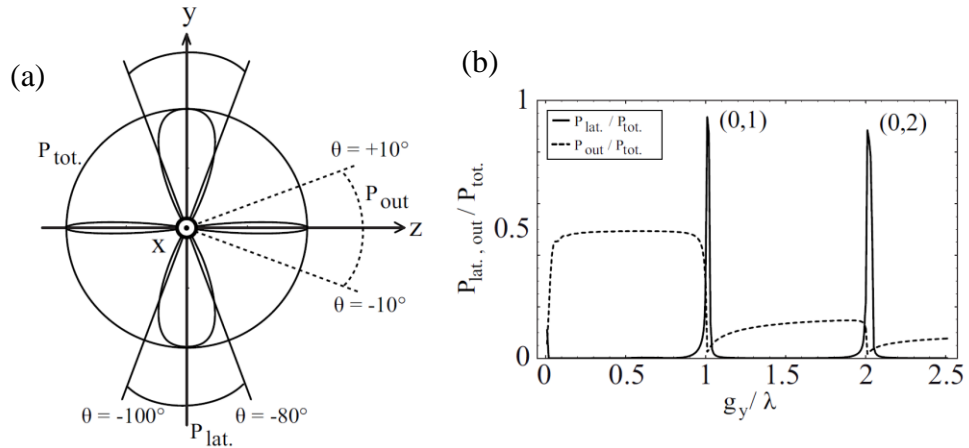 (a)
y
P_tot.
θ = +10°
P_out
z
x
θ = -10°
θ = -100°
θ = -80°
P_lat.
(b)
1
P_lat. / P_tot.
P_out / P_tot.
(0,1)
(0,2)
P_lat. , out / P_tot.
0.5
0
0
0.5
1
1.5
2
2.5
g_y/λ